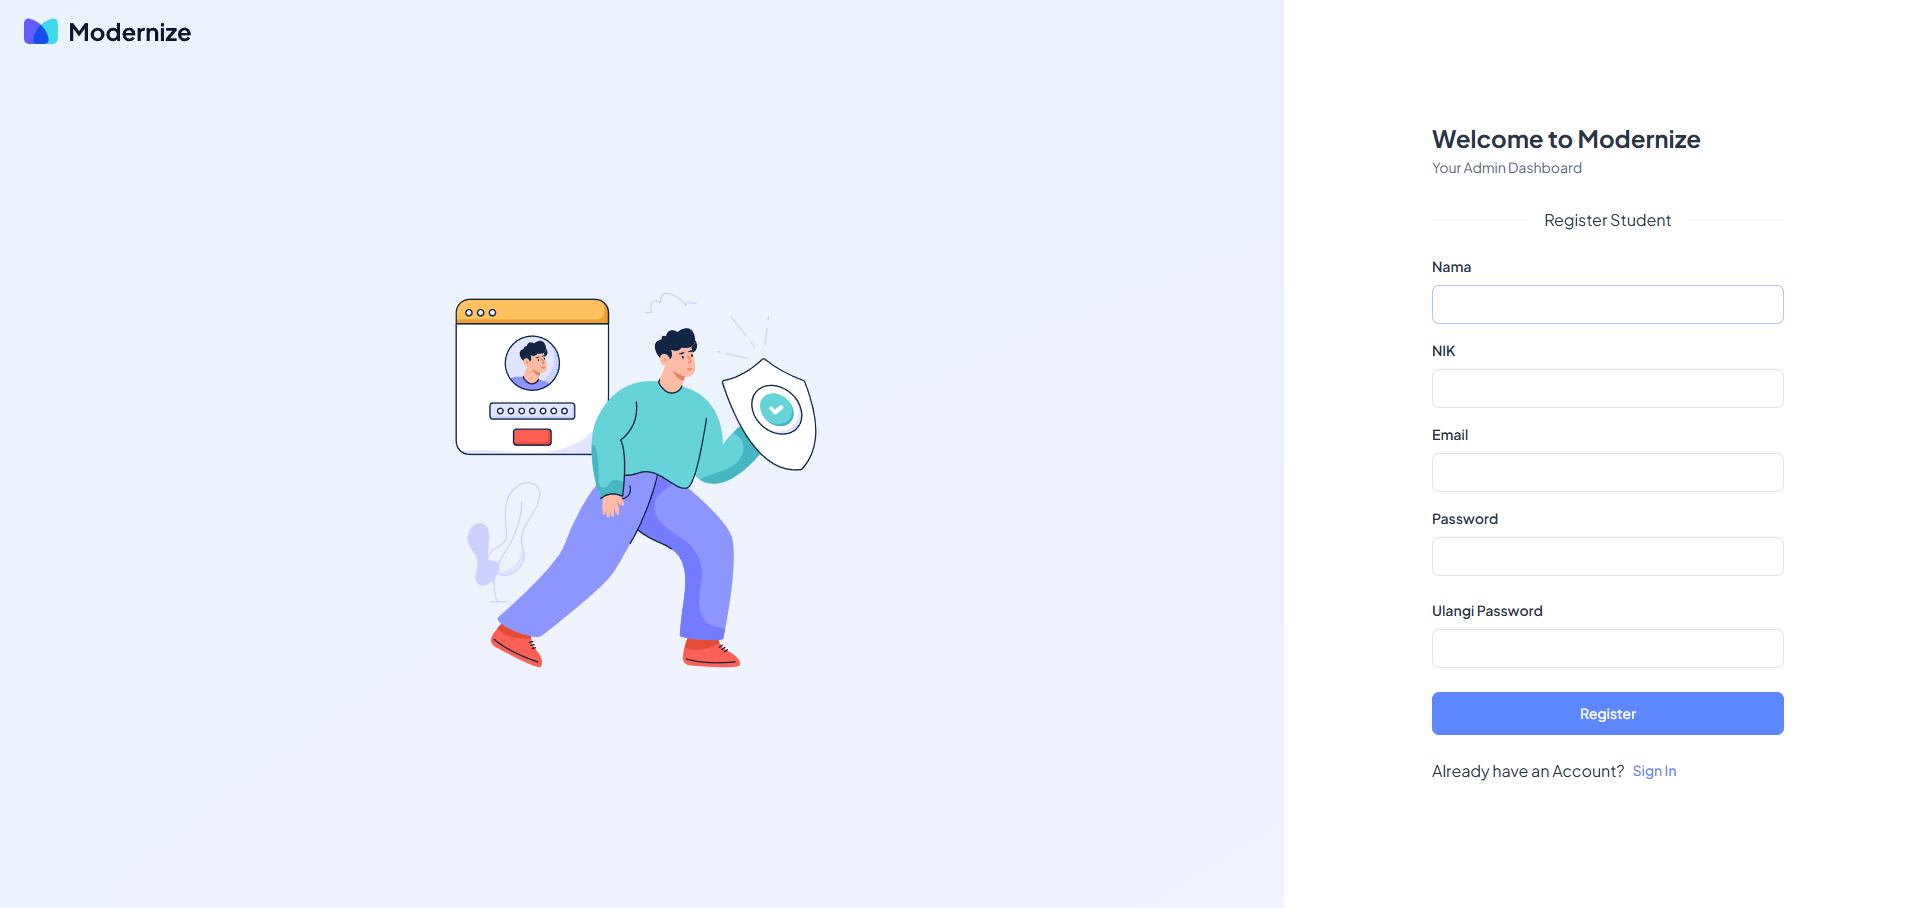 Modernize
Welcome to Modernize
Your Admin Dashboard
Register Student
Nama
NIK
Email
Password
Ulangi Password
Register
Already have an Account? Sign In